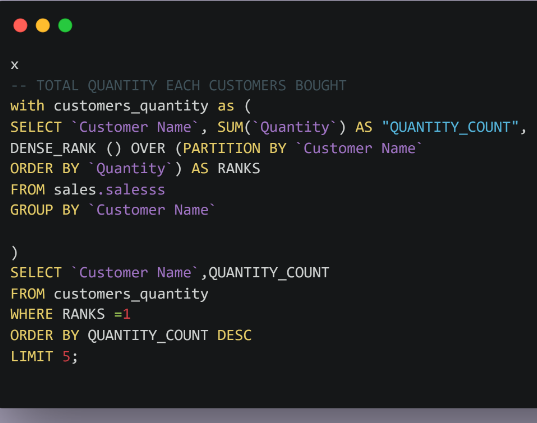 x
-- TOTAL QUANTITY EACH CUSTOMERS BOUGHT
with customers_quantity as (
SELECT `Customer Name`, SUM(`Quantity`) AS "QUANTITY_COUNT",
DENSE_RANK () OVER (PARTITION BY `Customer Name`
ORDER BY `Quantity`) AS RANKS
FROM sales.salesss
GROUP BY `Customer Name`
)
SELECT `Customer Name`,QUANTITY_COUNT
FROM customers_quantity
WHERE RANKS =1
ORDER BY QUANTITY_COUNT DESC
LIMIT 5;